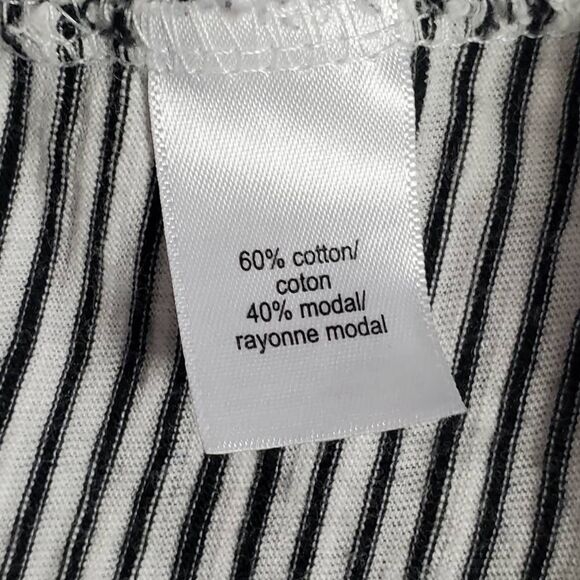 60% cotton/
coton
40% modal/
rayonne modal